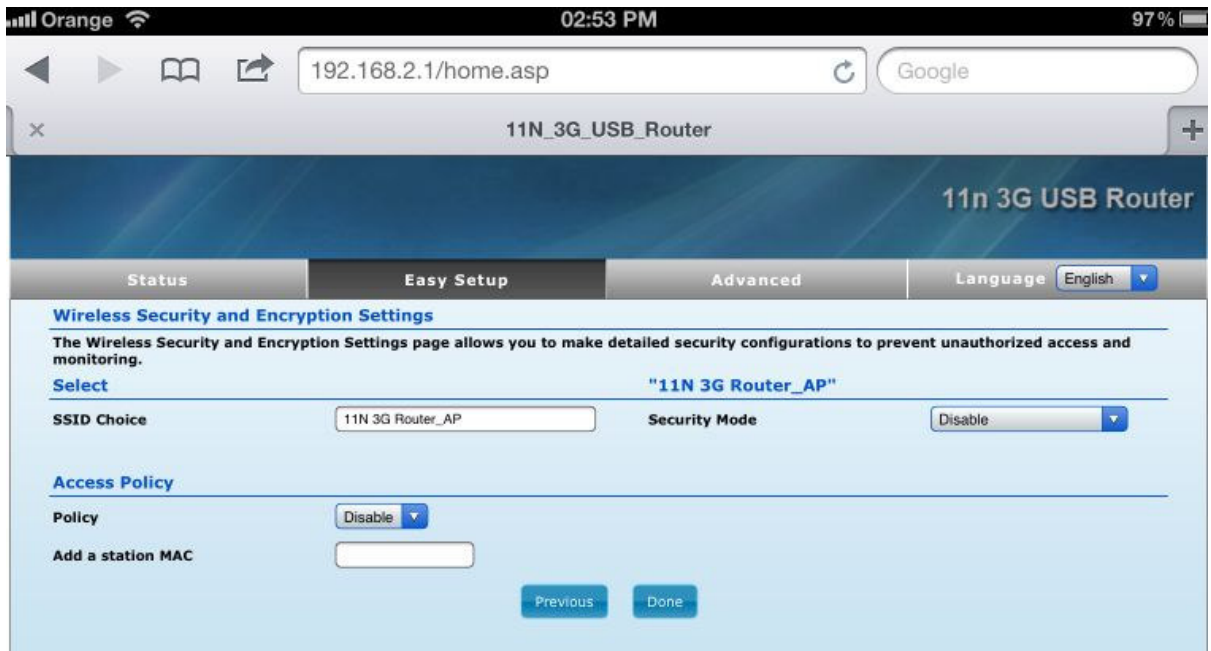 Orange 02:53 PM 97%
192.168.2.1/home.asp Google
11N_3G_USB_Router
11n 3G USB Router
Status Easy Setup Advanced Language English
Wireless Security and Encryption Settings
The Wireless Security and Encryption Settings page allows you to make detailed security configurations to prevent unauthorized access and
monitoring.
Select "11N 3G Router_AP"
SSID Choice 11N 3G Router_AP Security Mode Disable
Access Policy
Policy Disable
Add a station MAC
Previous Done